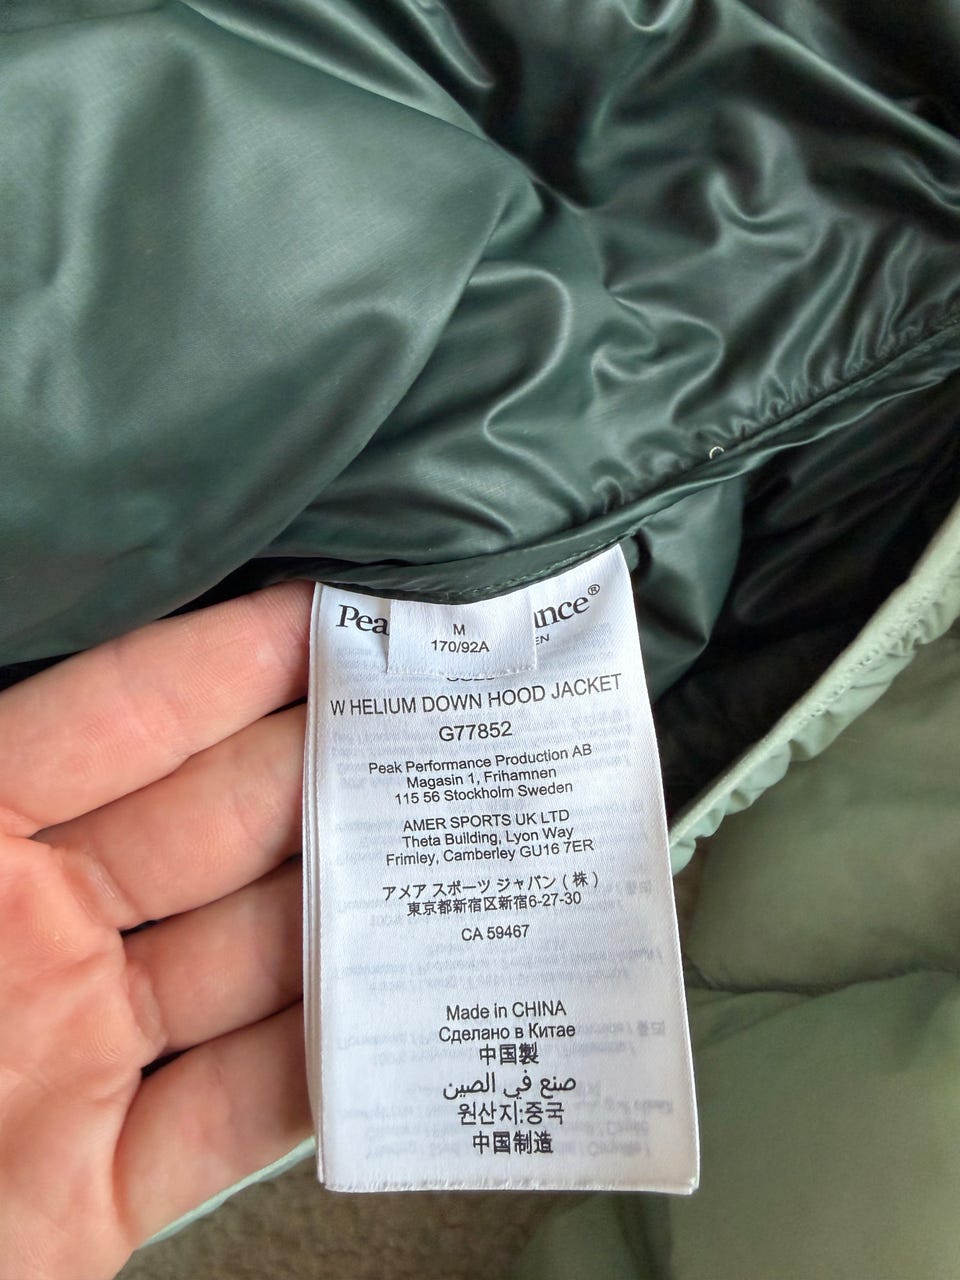 Pea
nce®
EN
M
170/92A
W HELIUM DOWN HOOD JACKET
G77852
Peak Performance Production AB
Magasin 1, Frihamnen
115 56 Stockholm Sweden
AMER SPORTS UK LTD
Theta Building, Lyon Way
Frimley, Camberley GU16 7ER
アメア スポーツ ジャパン ( 株 )
東京都新宿区新宿6-27-30
CA 59467
Made in CHINA
Сделано в Китае
中国製
صنع في الصين
원산지:중국
中国制造